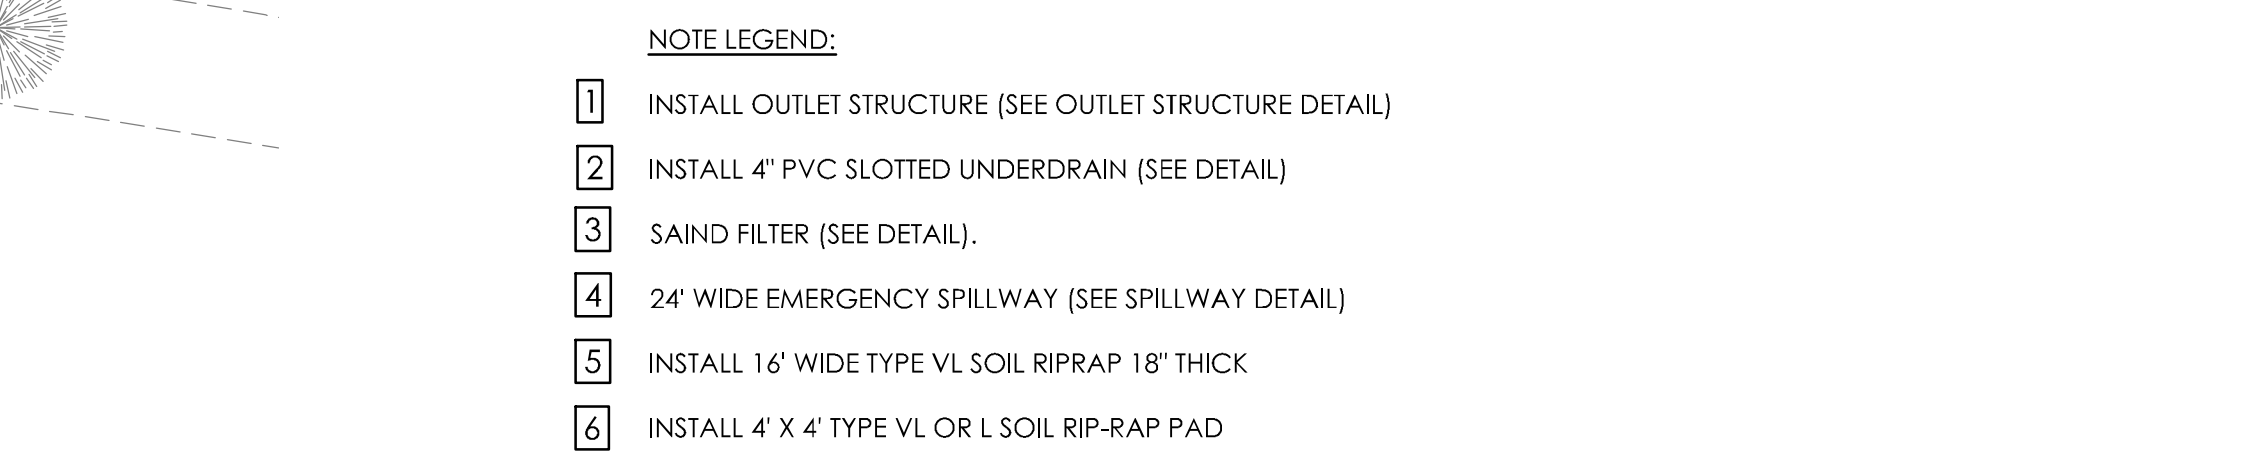 NOTE LEGEND:
1 INSTALL OUTLET STRUCTURE (SEE OUTLET STRUCTURE DETAIL)
2 INSTALL 4" PVC SLOTTED UNDERDRAIN (SEE DETAIL)
3 SAIND FILTER (SEE DETAIL).
4 24' WIDE EMERGENCY SPILLWAY (SEE SPILLWAY DETAIL)
5 INSTALL 16' WIDE TYPE VL SOIL RIPRAP 18" THICK
6 INSTALL 4' X 4' TYPE VL OR L SOIL RIP-RAP PAD